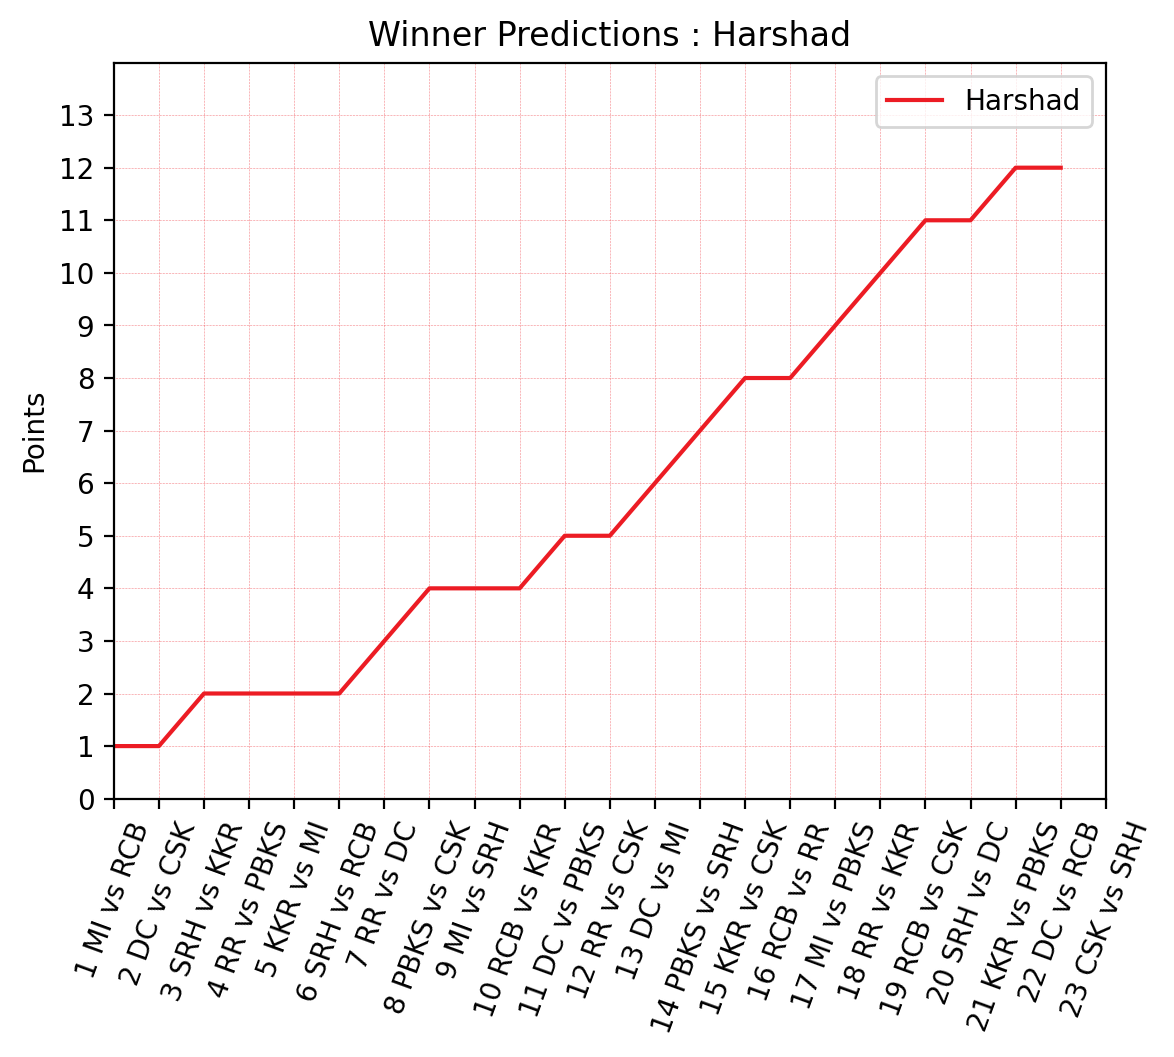 Winner Predictions : Harshad
Harshad
Points
13
12
11
10
9
8
7
6
5
4
3
2
1
0
1 MI vs RCB
2 DC vs CSK
3 SRH vs KKR
4 RR vs PBKS
5 KKR vs MI
6 SRH vs RCB
7 RR vs DC
8 PBKS vs CSK
9 MI vs SRH
10 RCB vs KKR
11 DC vs PBKS
12 RR vs CSK
13 DC vs MI
14 PBKS vs SRH
15 KKR vs CSK
16 RCB vs RR
17 MI vs PBKS
18 RR vs KKR
19 RCB vs CSK
20 SRH vs DC
21 KKR vs PBKS
22 DC vs RCB
23 CSK vs SRH